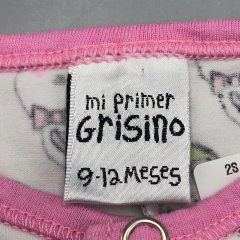 mi primer
GRISINO
9-12 MESES
2S